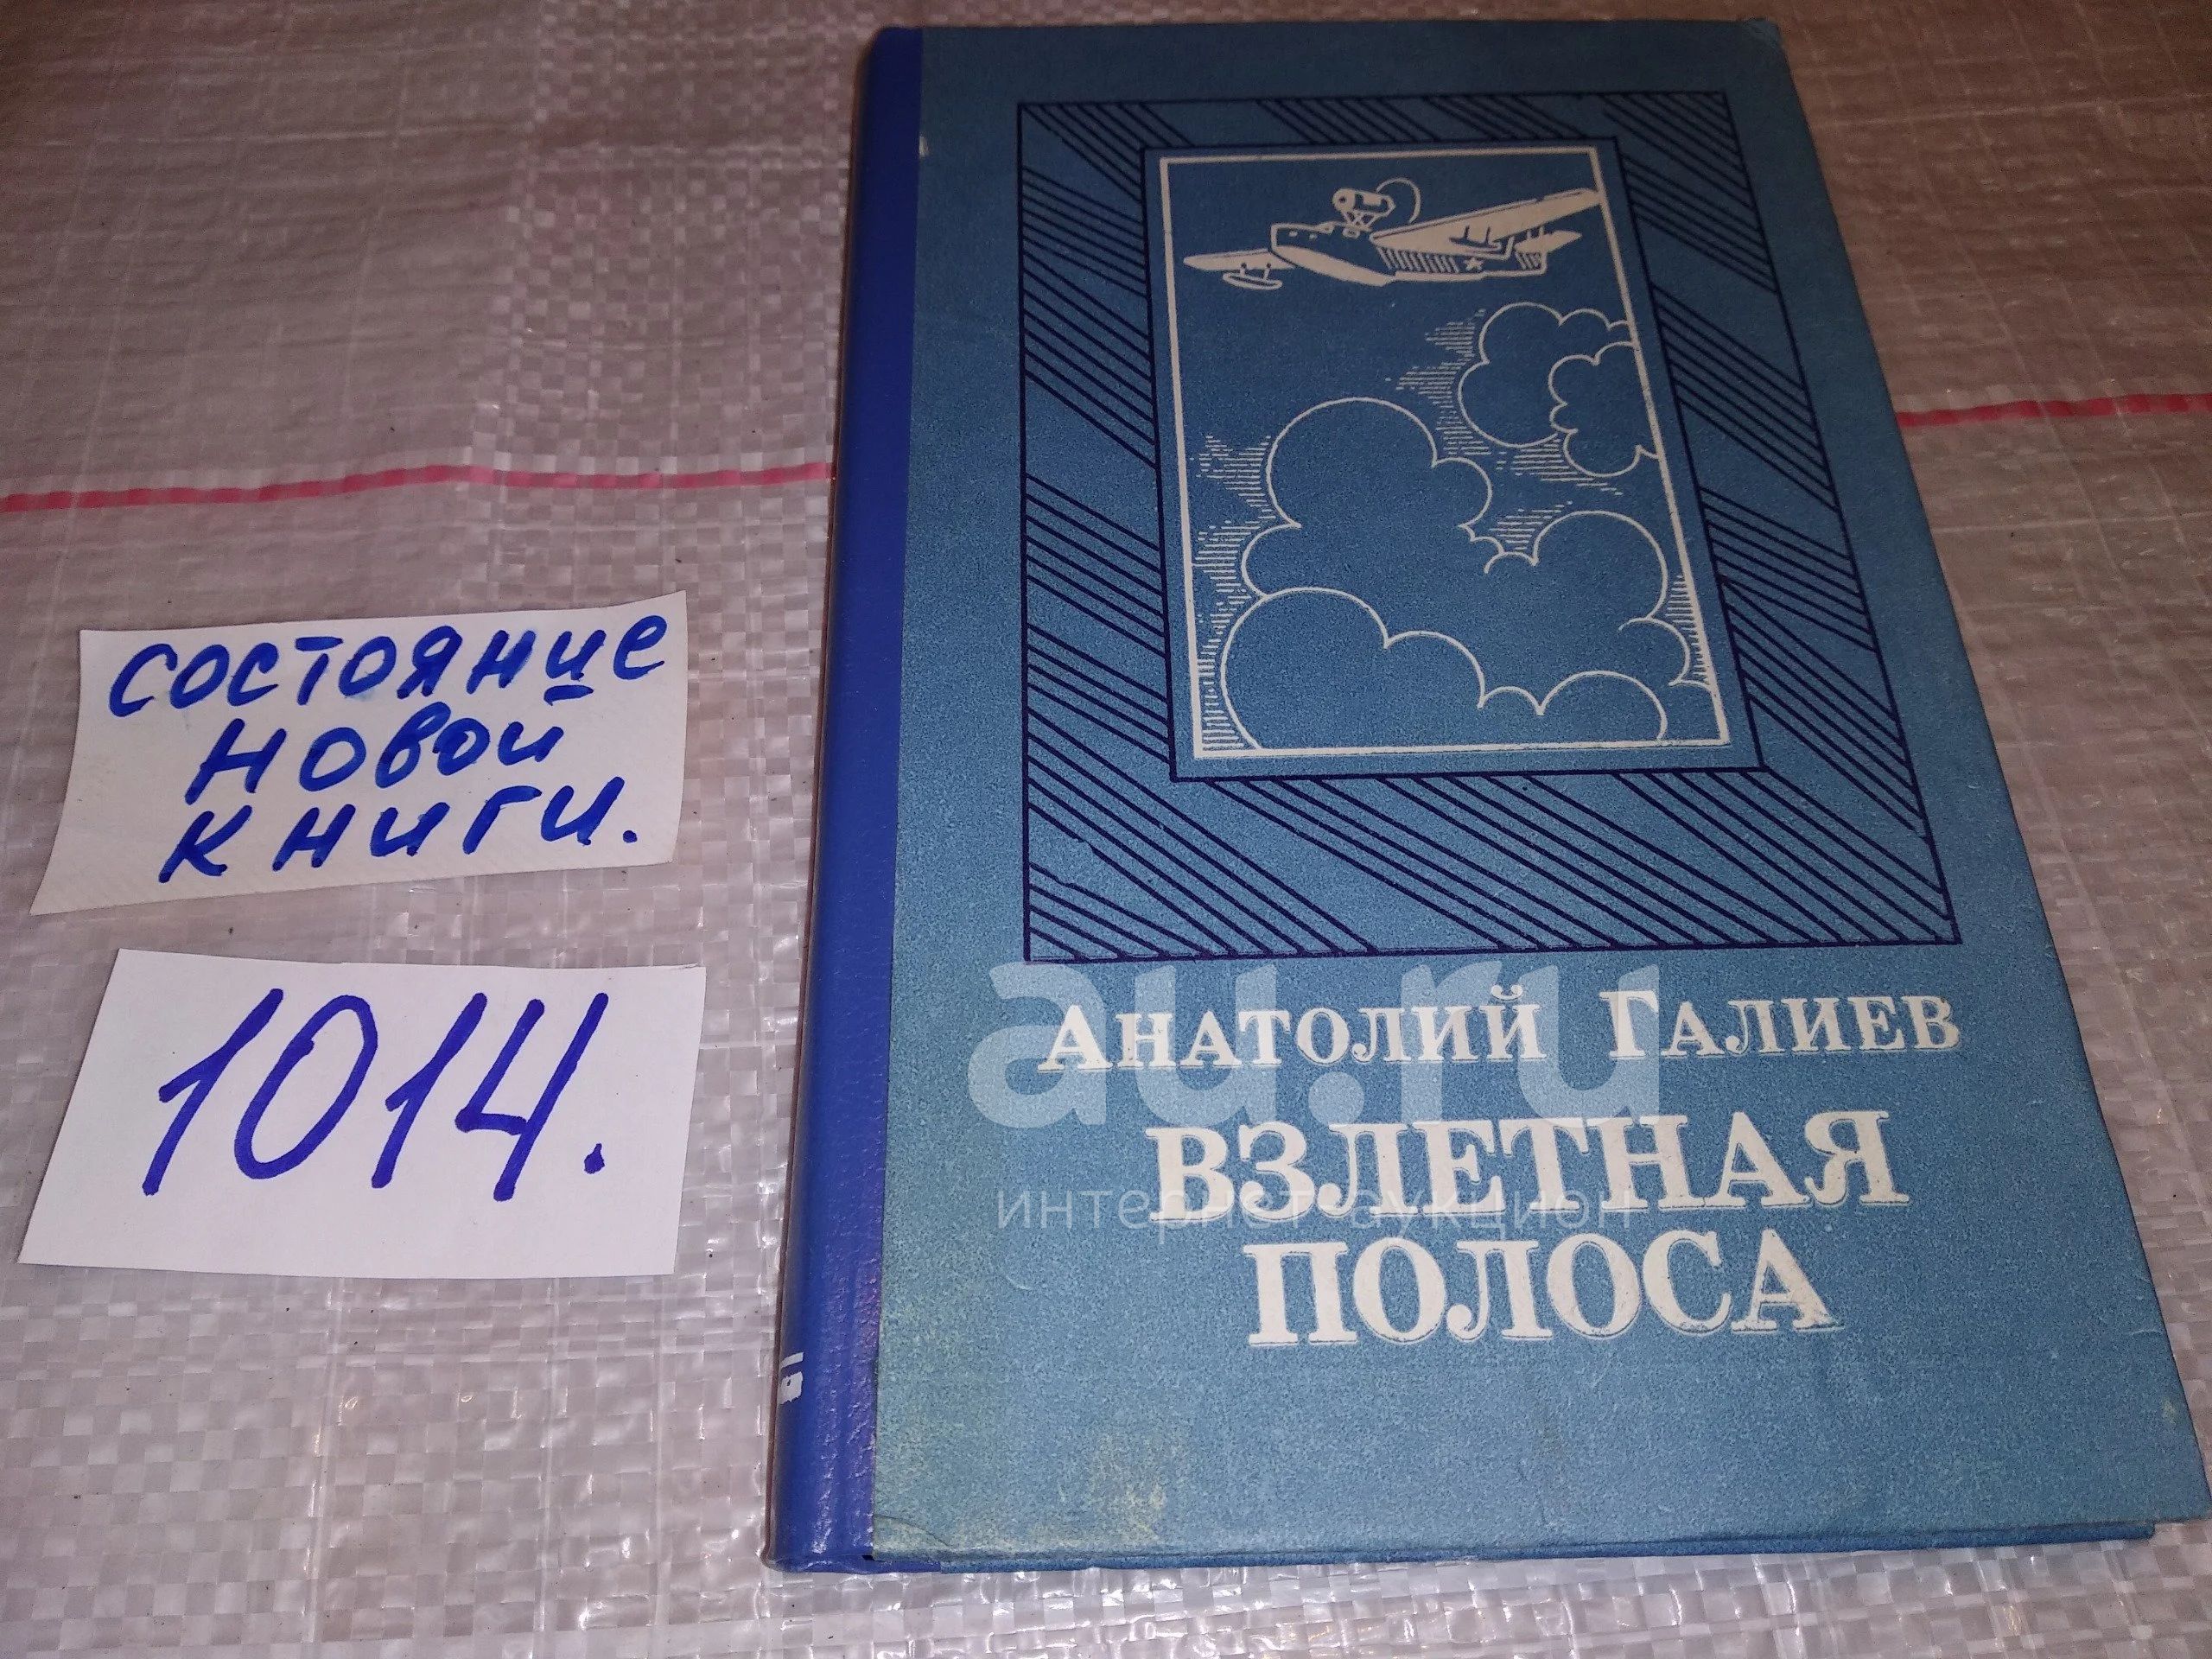 состояние
новой
книги.
1014.
Анатолий Галиев
ВЗЛЕТНАЯ
ПОЛОСА
au.ru
интернет-аукцион